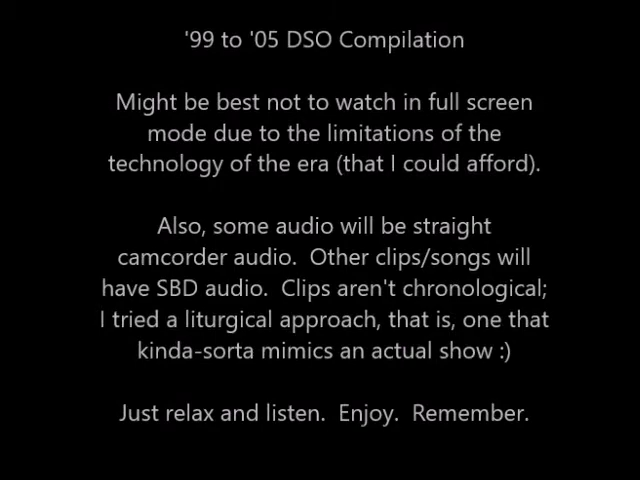 '99 to '05 DSO Compilation
Might be best not to watch in full screen
mode due to the limitations of the
technology of the era (that I could afford).
Also, some audio will be straight
camcorder audio.  Other clips/songs will
have SBD audio.  Clips aren't chronological;
I tried a liturgical approach, that is, one that
kinda-sorta mimics an actual show :)
Just relax and listen.  Enjoy.  Remember.